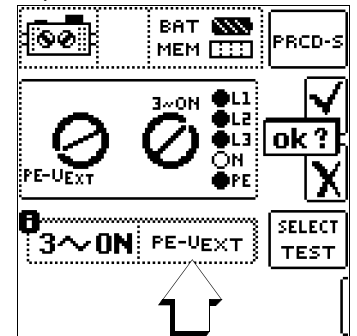 BAT
MEM
PRCD-S
3~ON
L1
L2
L3
N
PE
PE-UEXT
ok?
SELECT
TEST
3~ON PE-UEXT